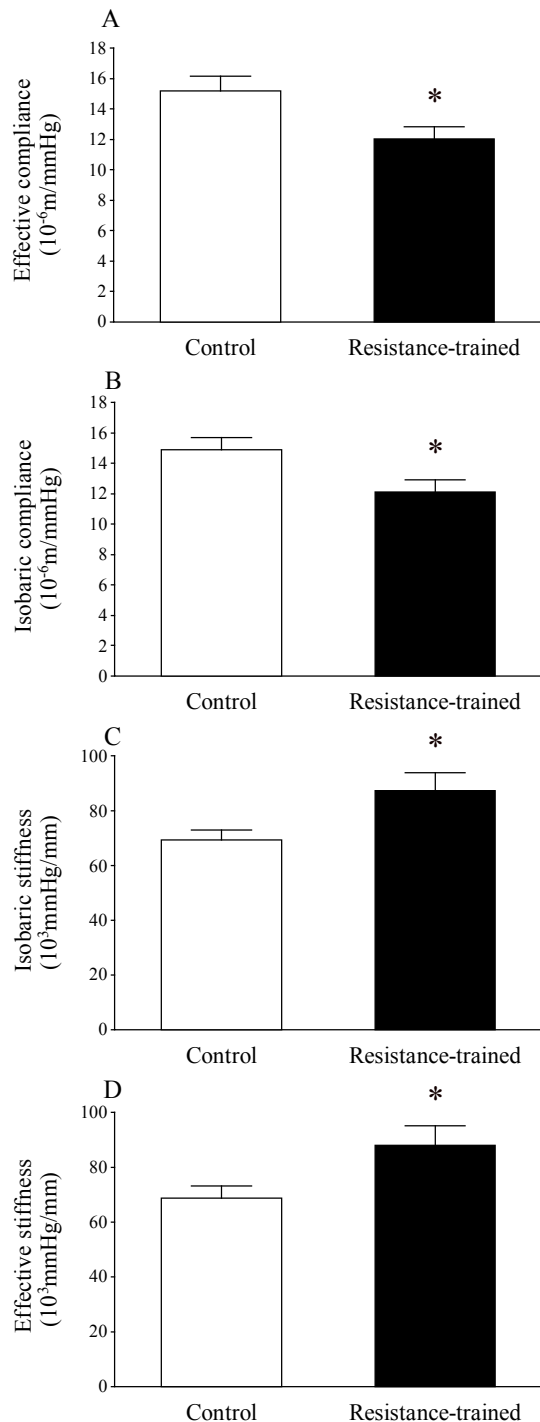 A
Effective compliance
(10⁻⁶m/mmHg)
18
16
14
12
10
8
6
4
2
0
*
Control
Resistance-trained
B
Isobaric compliance
(10⁻⁶m/mmHg)
18
16
14
12
10
8
6
4
2
0
*
Control
Resistance-trained
C
Isobaric stiffness
(10³mmHg/mm)
100
80
60
40
20
0
*
Control
Resistance-trained
D
Effective stiffness
(10³mmHg/mm)
100
80
60
40
20
0
*
Control
Resistance-trained